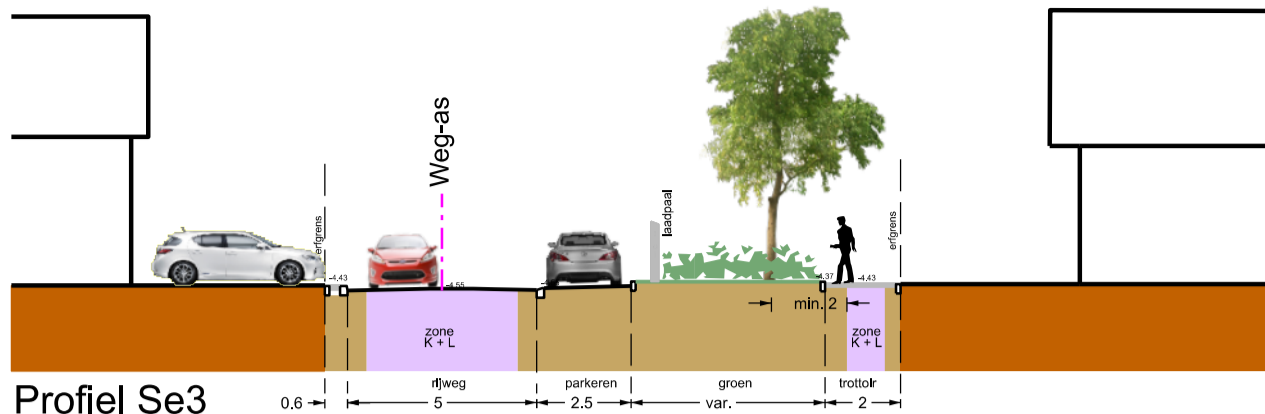 Weg-as
erfgrens
laadpaal
erfgrens
-4.43
-4.55
-4.37
-4.43
min. 2
zone
K + L
zone
K + L
rijweg
parkeren
groen
trottoir
Profiel Se3
0.6
5
2.5
var.
2